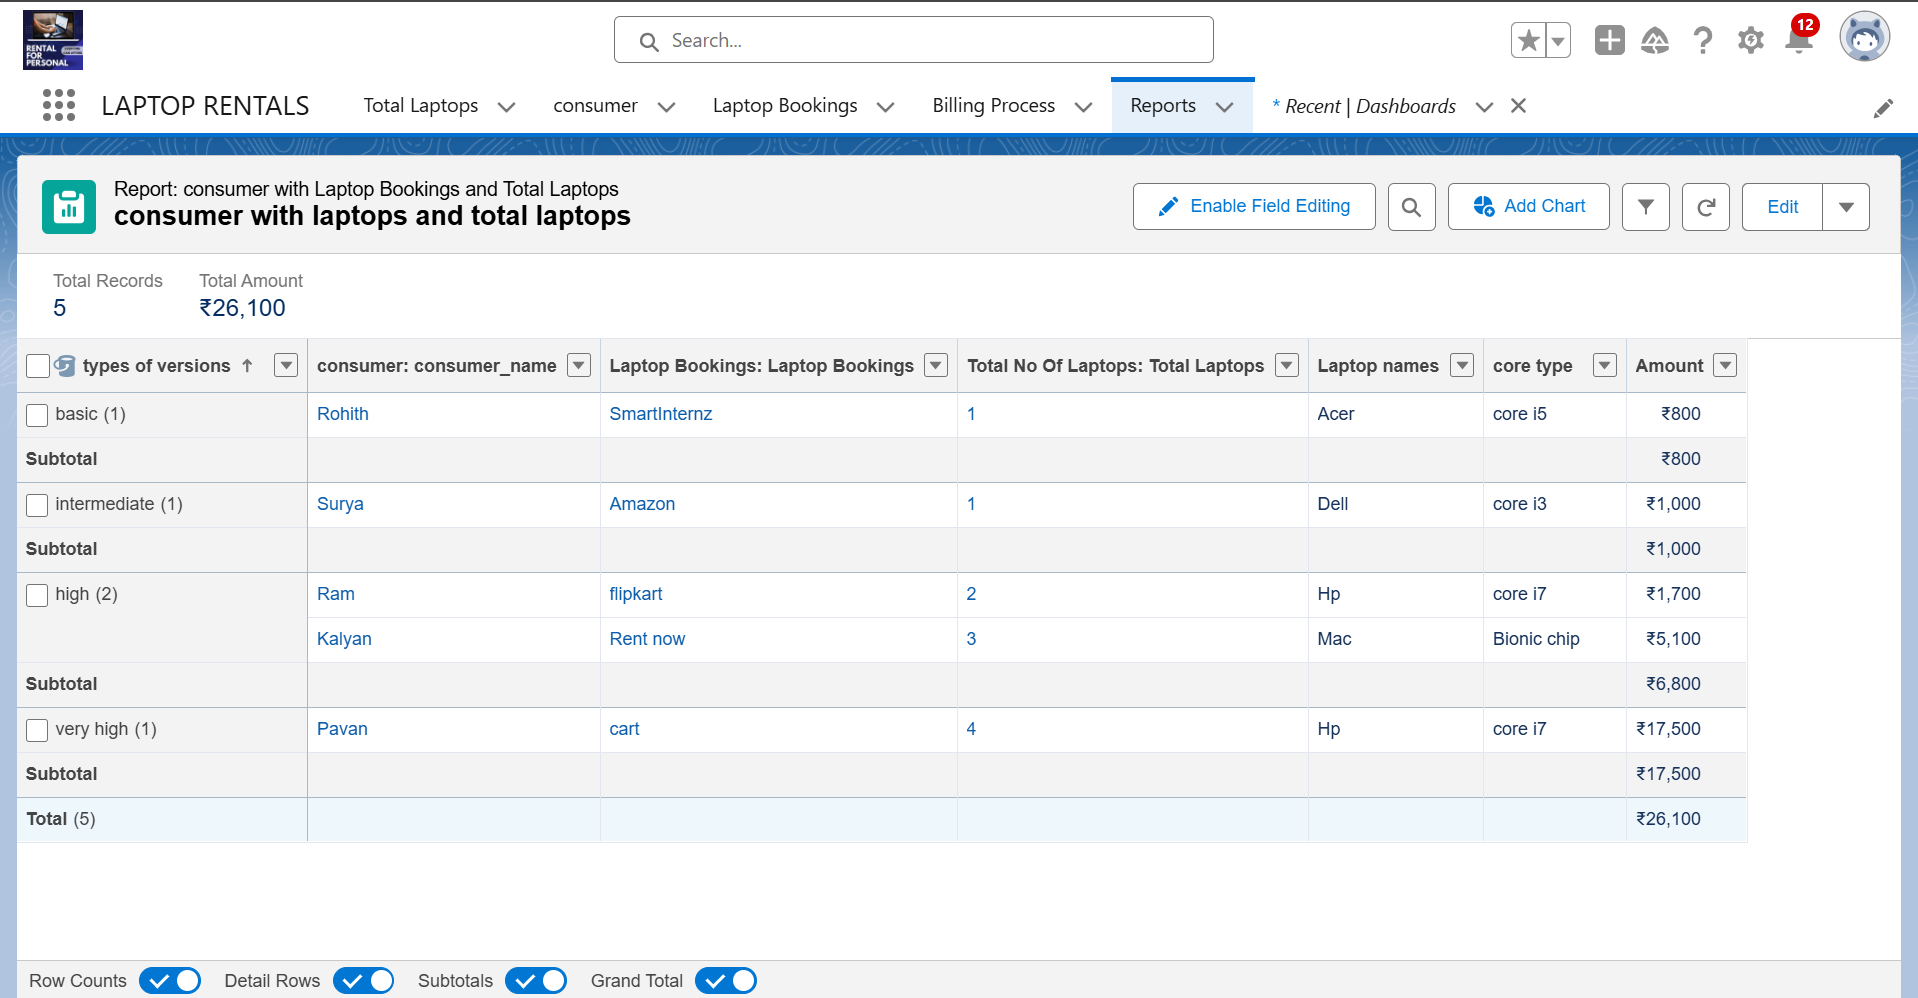 RENTAL
FOR
PERSONAL
Search...
12
LAPTOP RENTALS
Total Laptops
consumer
Laptop Bookings
Billing Process
Reports
* Recent | Dashboards
Report: consumer with Laptop Bookings and Total Laptops
consumer with laptops and total laptops
Enable Field Editing
Add Chart
Edit
Total Records
5
Total Amount
₹26,100
types of versions ↑ consumer: consumer_name Laptop Bookings: Laptop Bookings Total No Of Laptops: Total Laptops Laptop names core type Amount
basic (1) Rohith SmartInternz 1 Acer core i5 ₹800
Subtotal ₹800
intermediate (1) Surya Amazon 1 Dell core i3 ₹1,000
Subtotal ₹1,000
high (2) Ram flipkart 2 Hp core i7 ₹1,700
Kalyan Rent now 3 Mac Bionic chip ₹5,100
Subtotal ₹6,800
very high (1) Pavan cart 4 Hp core i7 ₹17,500
Subtotal ₹17,500
Total (5) ₹26,100
Row Counts Detail Rows Subtotals Grand Total